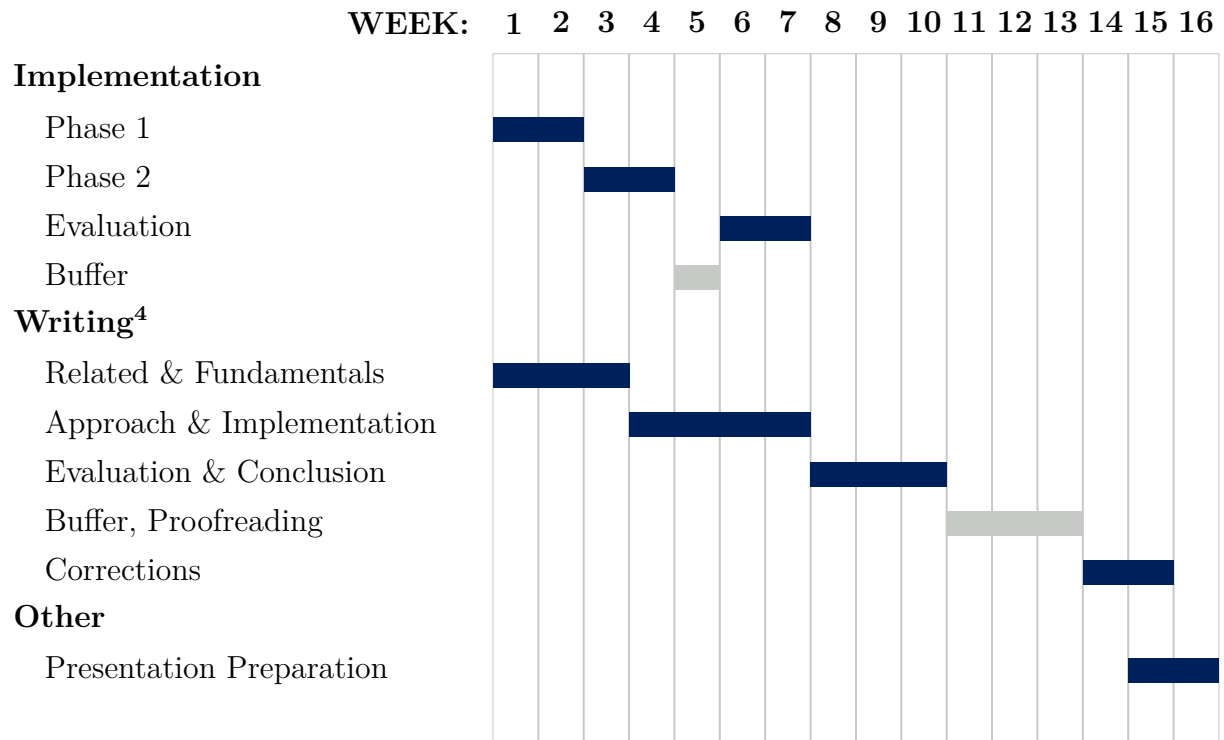 WEEK: 1 2 3 4 5 6 7 8 9 10 11 12 13 14 15 16
Implementation
Phase 1
Phase 2
Evaluation
Buffer
Writing⁴
Related & Fundamentals
Approach & Implementation
Evaluation & Conclusion
Buffer, Proofreading
Corrections
Other
Presentation Preparation